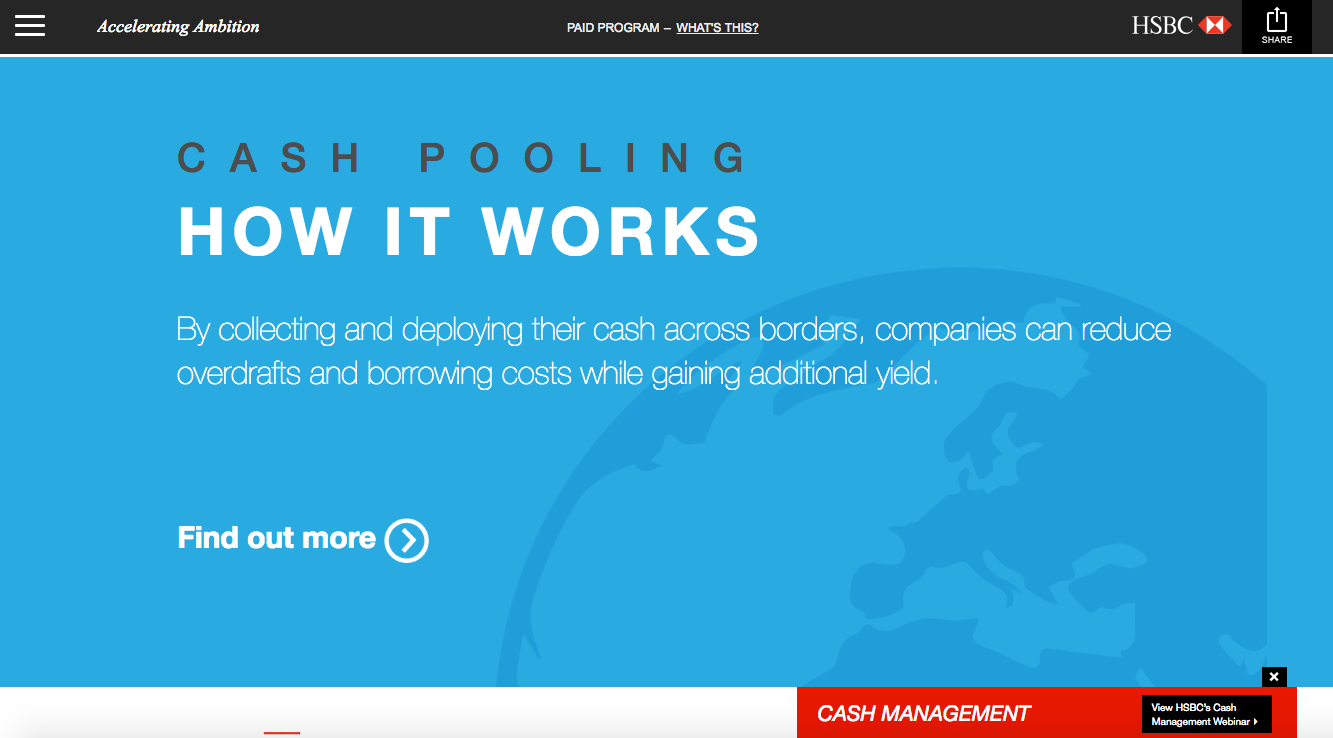 Accelerating Ambition
PAID PROGRAM – WHAT'S THIS?
HSBC
SHARE
CASH POOLING
HOW IT WORKS
By collecting and deploying their cash across borders, companies can reduce
overdrafts and borrowing costs while gaining additional yield.
Find out more
CASH MANAGEMENT
View HSBC's Cash
Management Webinar